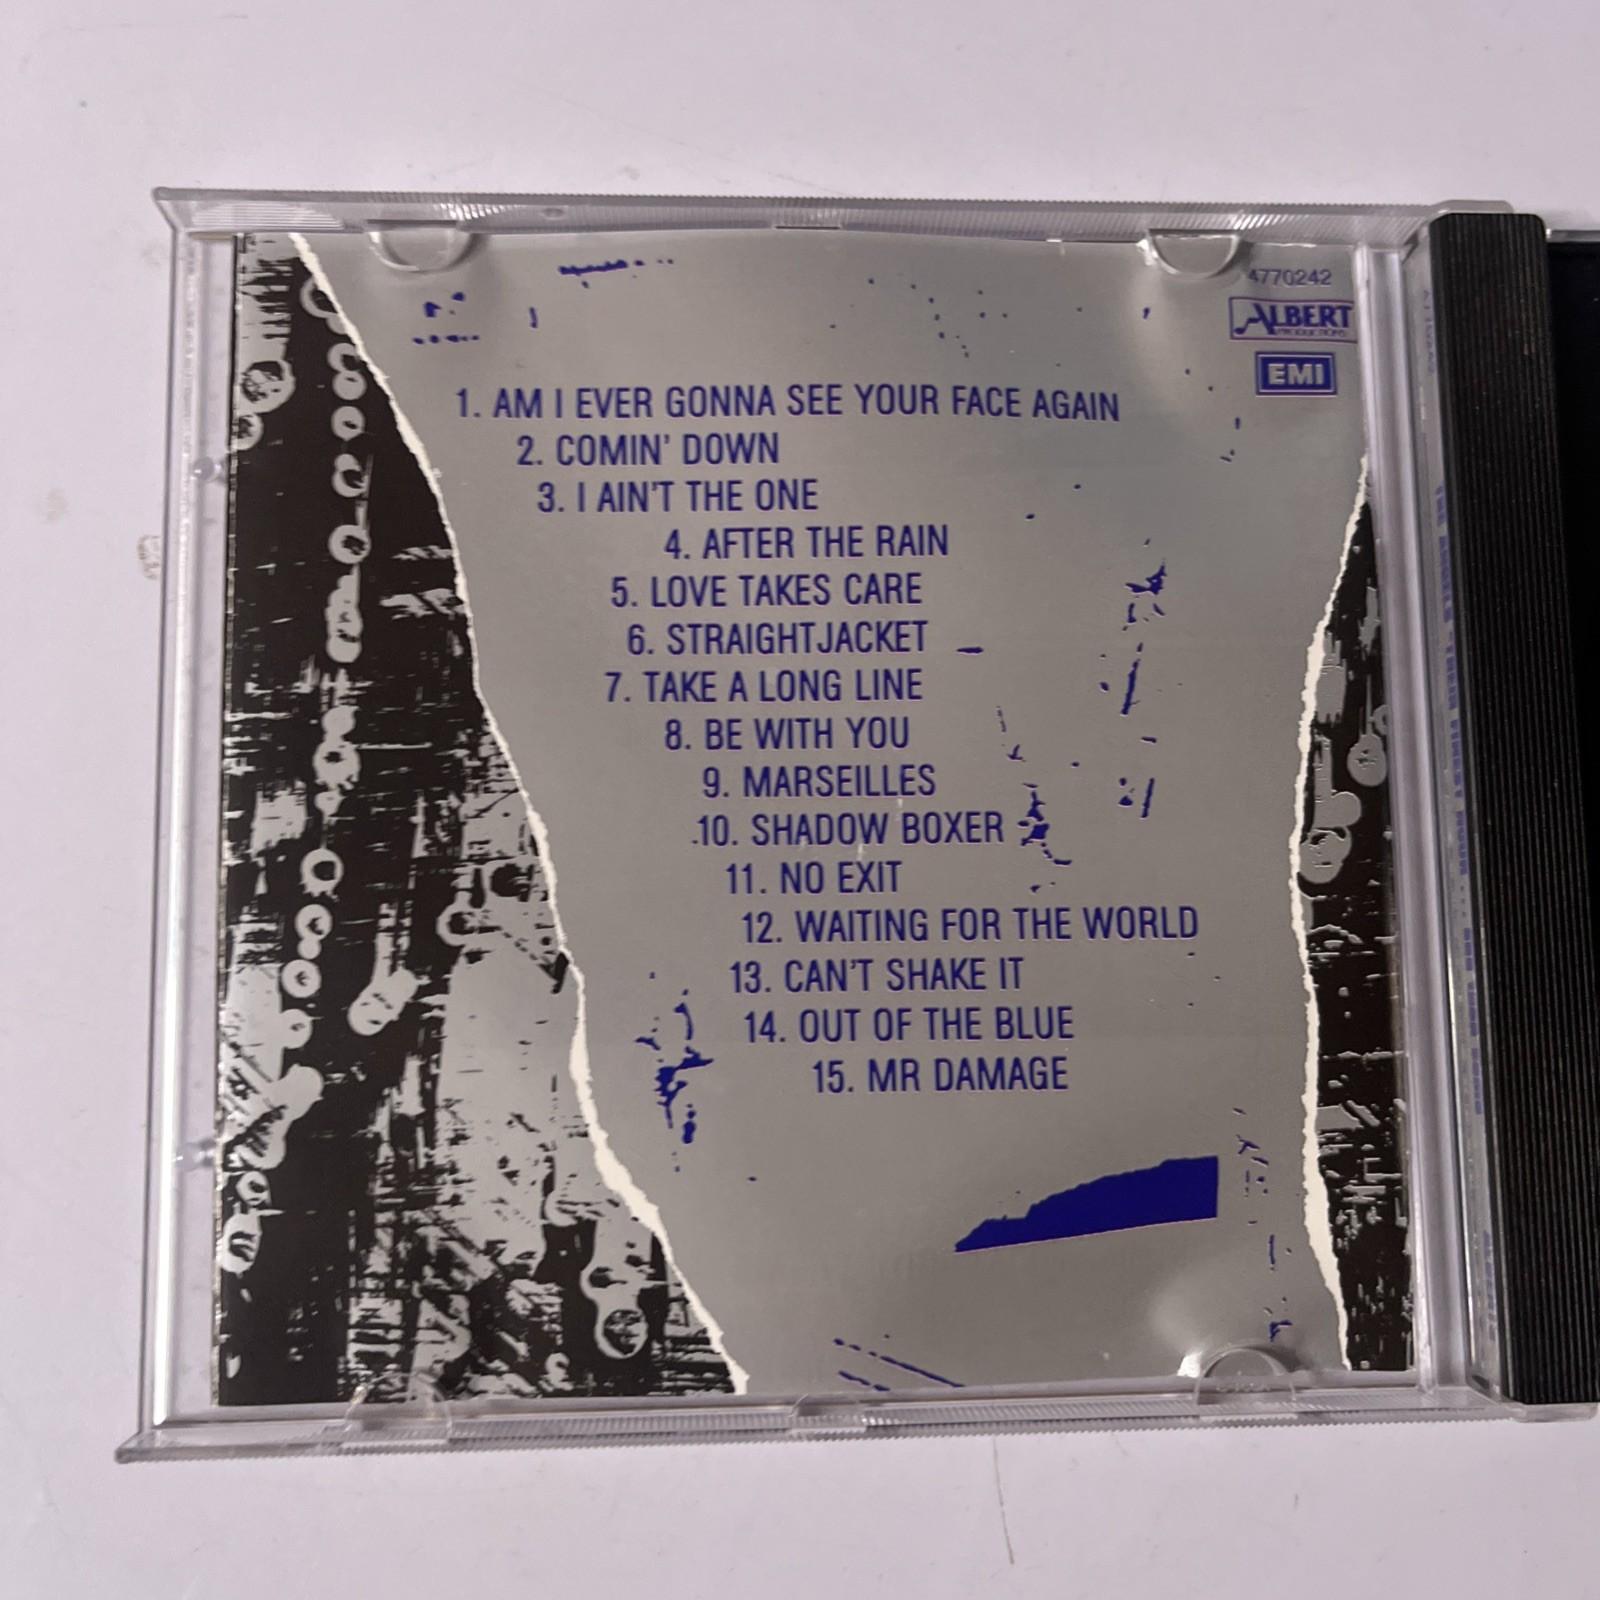 4770242
ALBERT
PRODUCTIONS
EMI
1. AM I EVER GONNA SEE YOUR FACE AGAIN
2. COMIN' DOWN
3. I AIN'T THE ONE
4. AFTER THE RAIN
5. LOVE TAKES CARE
6. STRAIGHTJACKET
7. TAKE A LONG LINE
8. BE WITH YOU
9. MARSEILLES
10. SHADOW BOXER
11. NO EXIT
12. WAITING FOR THE WORLD
13. CAN'T SHAKE IT
14. OUT OF THE BLUE
15. MR DAMAGE